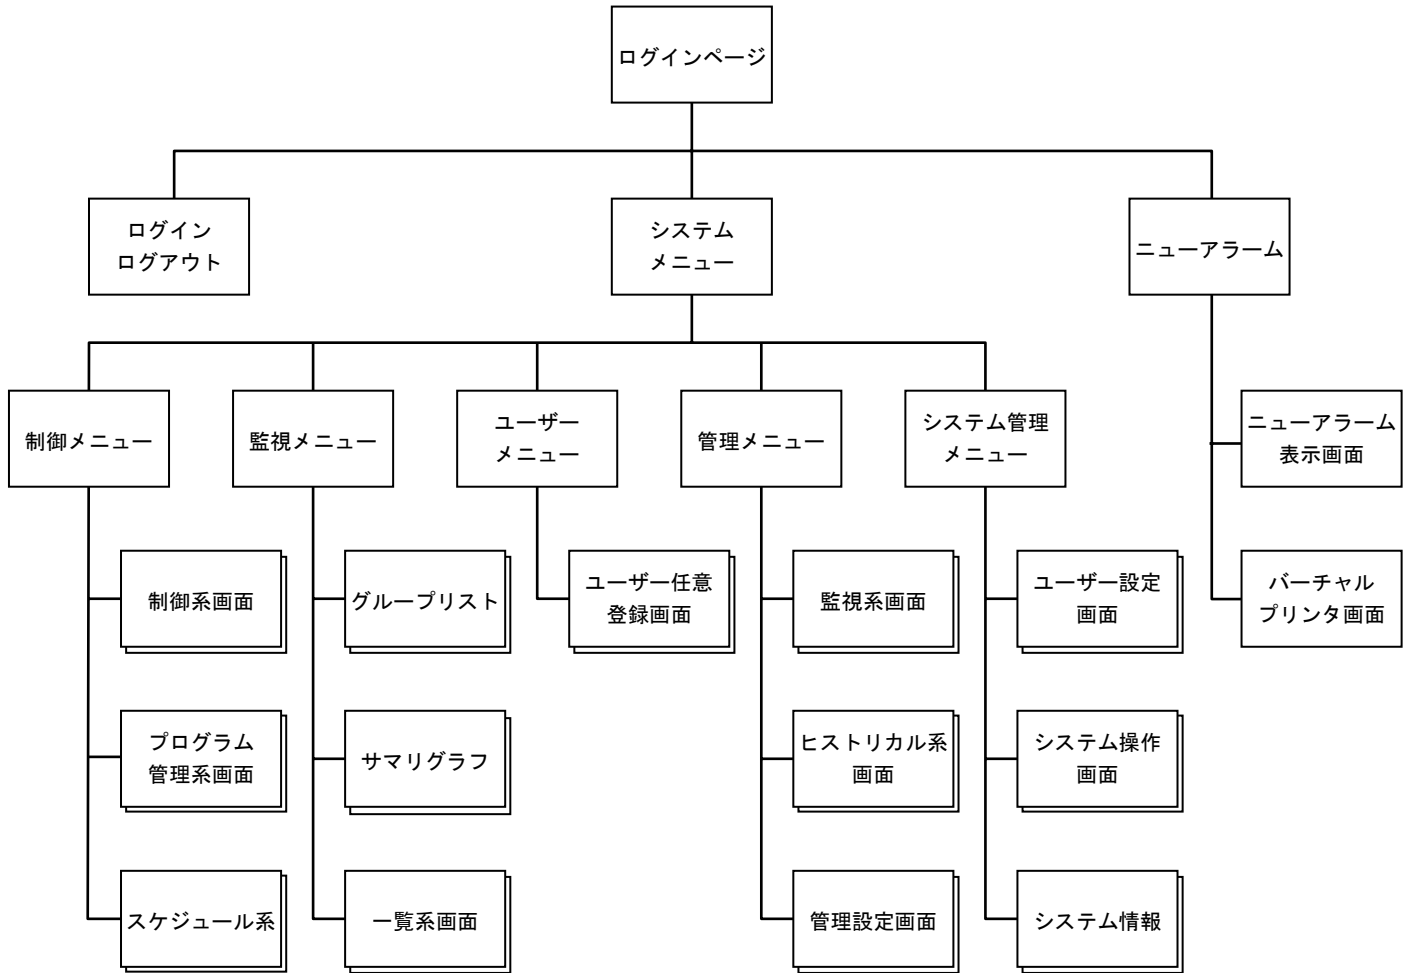 ログインページ
ログイン
ログアウト
システム
メニュー
ニューアラーム
制御メニュー
監視メニュー
ユーザー
メニュー
管理メニュー
システム管理
メニュー
ニューアラーム
表示画面
制御系画面
グループリスト
ユーザー任意
登録画面
監視系画面
ユーザー設定
画面
バーチャル
プリンタ画面
プログラム
管理系画面
サマリグラフ
ヒストリカル系
画面
システム操作
画面
スケジュール系
一覧系画面
管理設定画面
システム情報